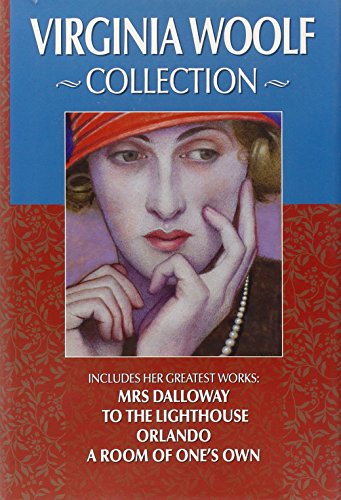 VIRGINIA WOOLF
~ COLLECTION ~
INCLUDES HER GREATEST WORKS:
MRS DALLOWAY
TO THE LIGHTHOUSE
ORLANDO
A ROOM OF ONE'S OWN